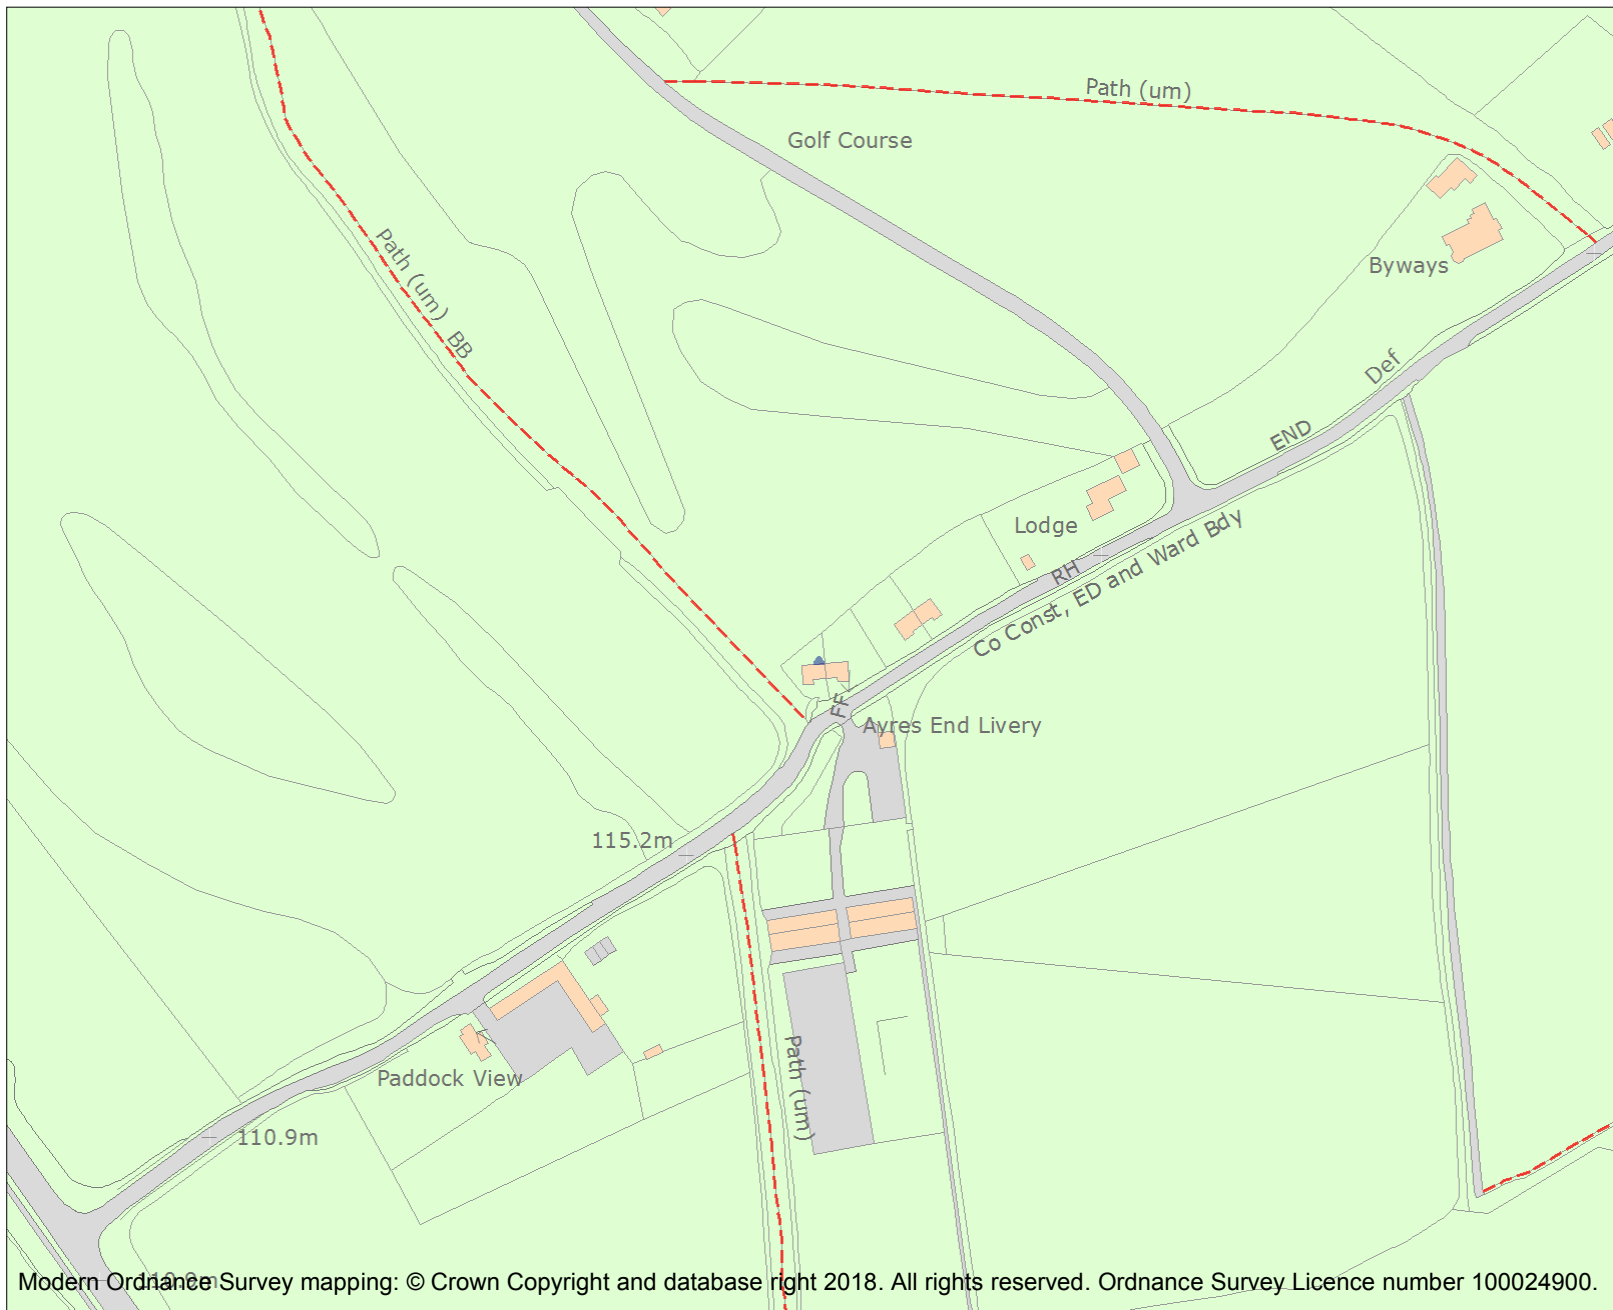 Path (um)
Golf Course
Path (um)
BB
Byways
Def
END
Lodge
RH
Co Const, ED and Ward Bdy
FF
Ayres End Livery
115.2m
Path (um)
Paddock View
110.9m
Modern Ordnance Survey mapping: © Crown Copyright and database right 2018. All rights reserved. Ordnance Survey Licence number 100024900.